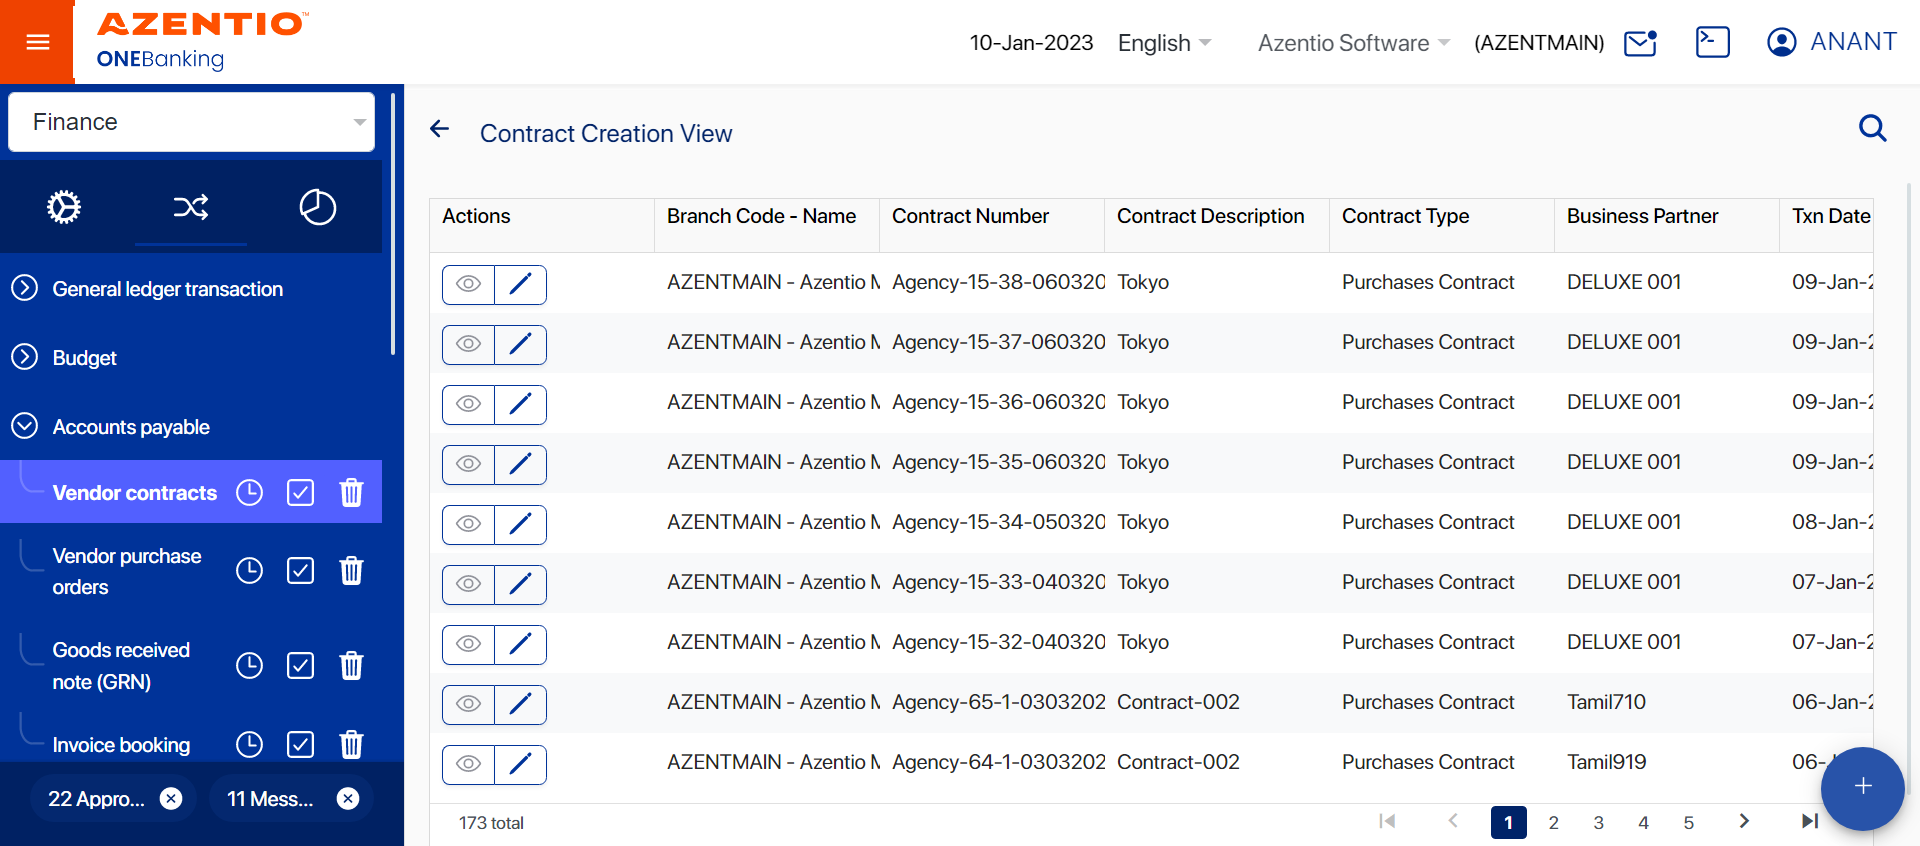 AZENTIO™
ONEBanking
10-Jan-2023 English Azentio Software (AZENTMAIN) ANANT
Finance
General ledger transaction
Budget
Accounts payable
Vendor contracts
Vendor purchase
orders
Goods received
note (GRN)
Invoice booking
22 Appro... 11 Mess...
Contract Creation View
Actions Branch Code - Name Contract Number Contract Description Contract Type Business Partner Txn Date
AZENTMAIN - Azentio Agency-15-38-060320 Tokyo Purchases Contract DELUXE 001 09-Jan-2
AZENTMAIN - Azentio Agency-15-37-060320 Tokyo Purchases Contract DELUXE 001 09-Jan-2
AZENTMAIN - Azentio Agency-15-36-060320 Tokyo Purchases Contract DELUXE 001 09-Jan-2
AZENTMAIN - Azentio Agency-15-35-060320 Tokyo Purchases Contract DELUXE 001 09-Jan-2
AZENTMAIN - Azentio Agency-15-34-050320 Tokyo Purchases Contract DELUXE 001 08-Jan-2
AZENTMAIN - Azentio Agency-15-33-040320 Tokyo Purchases Contract DELUXE 001 07-Jan-2
AZENTMAIN - Azentio Agency-15-32-040320 Tokyo Purchases Contract DELUXE 001 07-Jan-2
AZENTMAIN - Azentio Agency-65-1-0303202 Contract-002 Purchases Contract Tamil710 06-Jan-2
AZENTMAIN - Azentio Agency-64-1-0303202 Contract-002 Purchases Contract Tamil919 06-
173 total 1 2 3 4 5